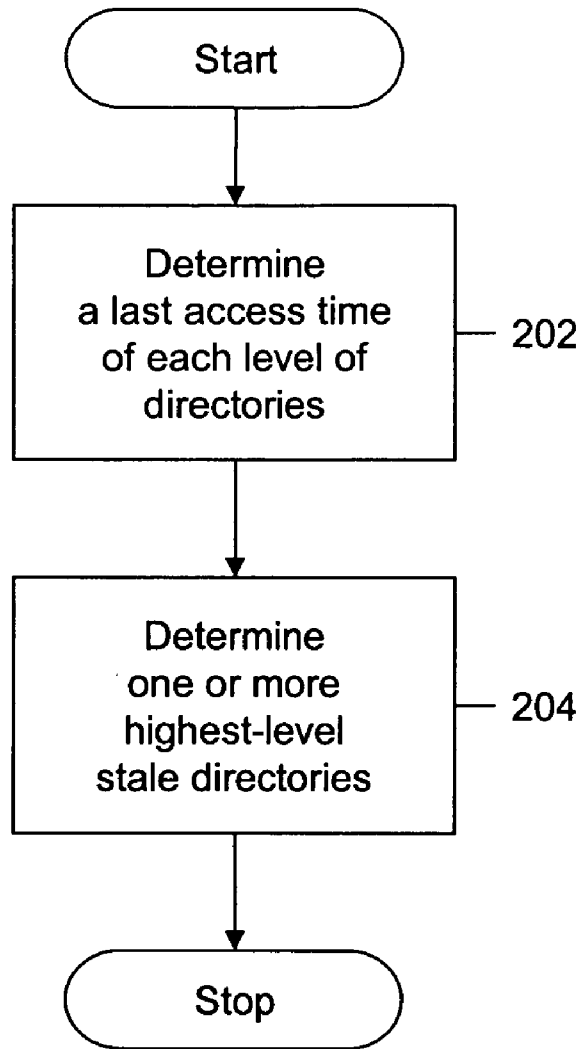 Start
Determine
a last access time
of each level of
directories
202
Determine
one or more
highest-level
stale directories
204
Stop